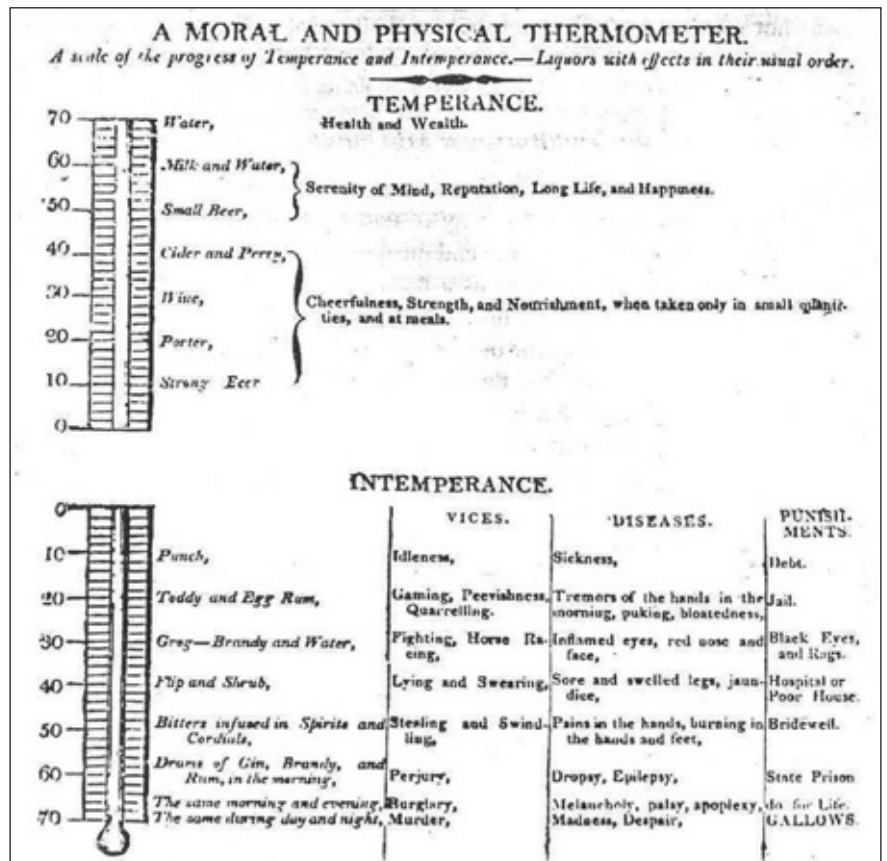 A MORAL AND PHYSICAL THERMOMETER.
A scale of the progress of Temperance and Intemperance.—Liquors with effects in their usual order.
TEMPERANCE.
70 Water, Health and Wealth.
60 Milk and Water,
Serenity of Mind, Reputation, Long Life, and Happiness.
50 Small Beer,
40 Cider and Perry,
30 Wine, Cheerfulness, Strength, and Nourishment, when taken only in small quanti-
ties, and at meals.
20 Porter,
10 Strong Beer
0
INTEMPERANCE.
0 VICES. DISEASES. PUNISH-
MENTS.
10 Punch, Idleness, Sickness, Debt.
20 Toddy and Egg Rum, Gaming, Peevishness, Tremors of the hands in the Jail.
Quarrelling. morning, puking, bloatedness,
30 Grog—Brandy and Water, Fighting, Horse Ra- Inflamed eyes, red nose and Black Eyes,
cing, face, and Rags.
40 Flip and Shrub, Lying and Swearing, Sore and swelled legs, jaun- Hospital or
dice, Poor House.
50 Bitters infused in Spirits and Stealing and Swind- Pains in the hands, burning in Bridewell.
Cordials, ling, the hands and feet,
Drams of Gin, Brandy, and
60 Rum, in the morning, Perjury, Dropsy, Epilepsy, State Prison
The same morning and evening, Burglary, Melancholy, palsy, apoplexy, do for Life.
70 The same during day and night, Murder, Madness, Despair, GALLOWS.